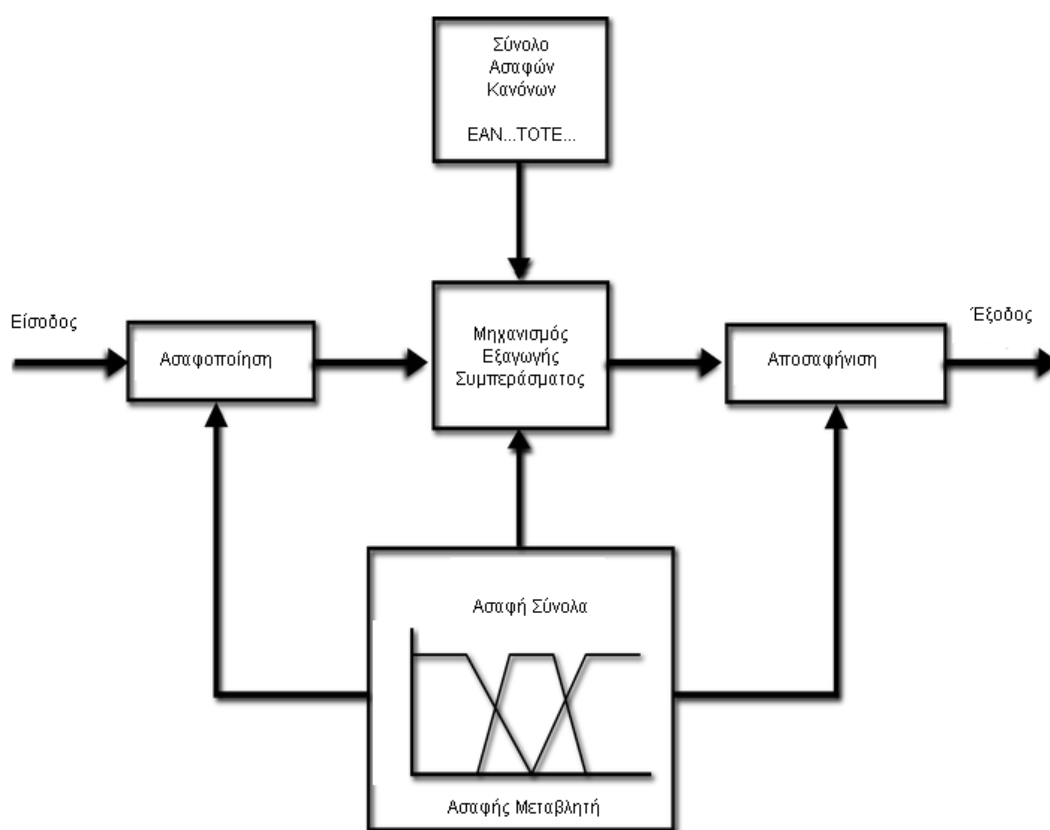 Σύνολο
Ασαφών
Κανόνων
ΕΑΝ...ΤΟΤΕ...
Είσοδος
Ασαφοποίηση
Μηχανισμός
Εξαγωγής
Συμπεράσματος
Αποσαφήνιση
Έξοδος
Ασαφή Σύνολα
Ασαφής Μεταβλητή